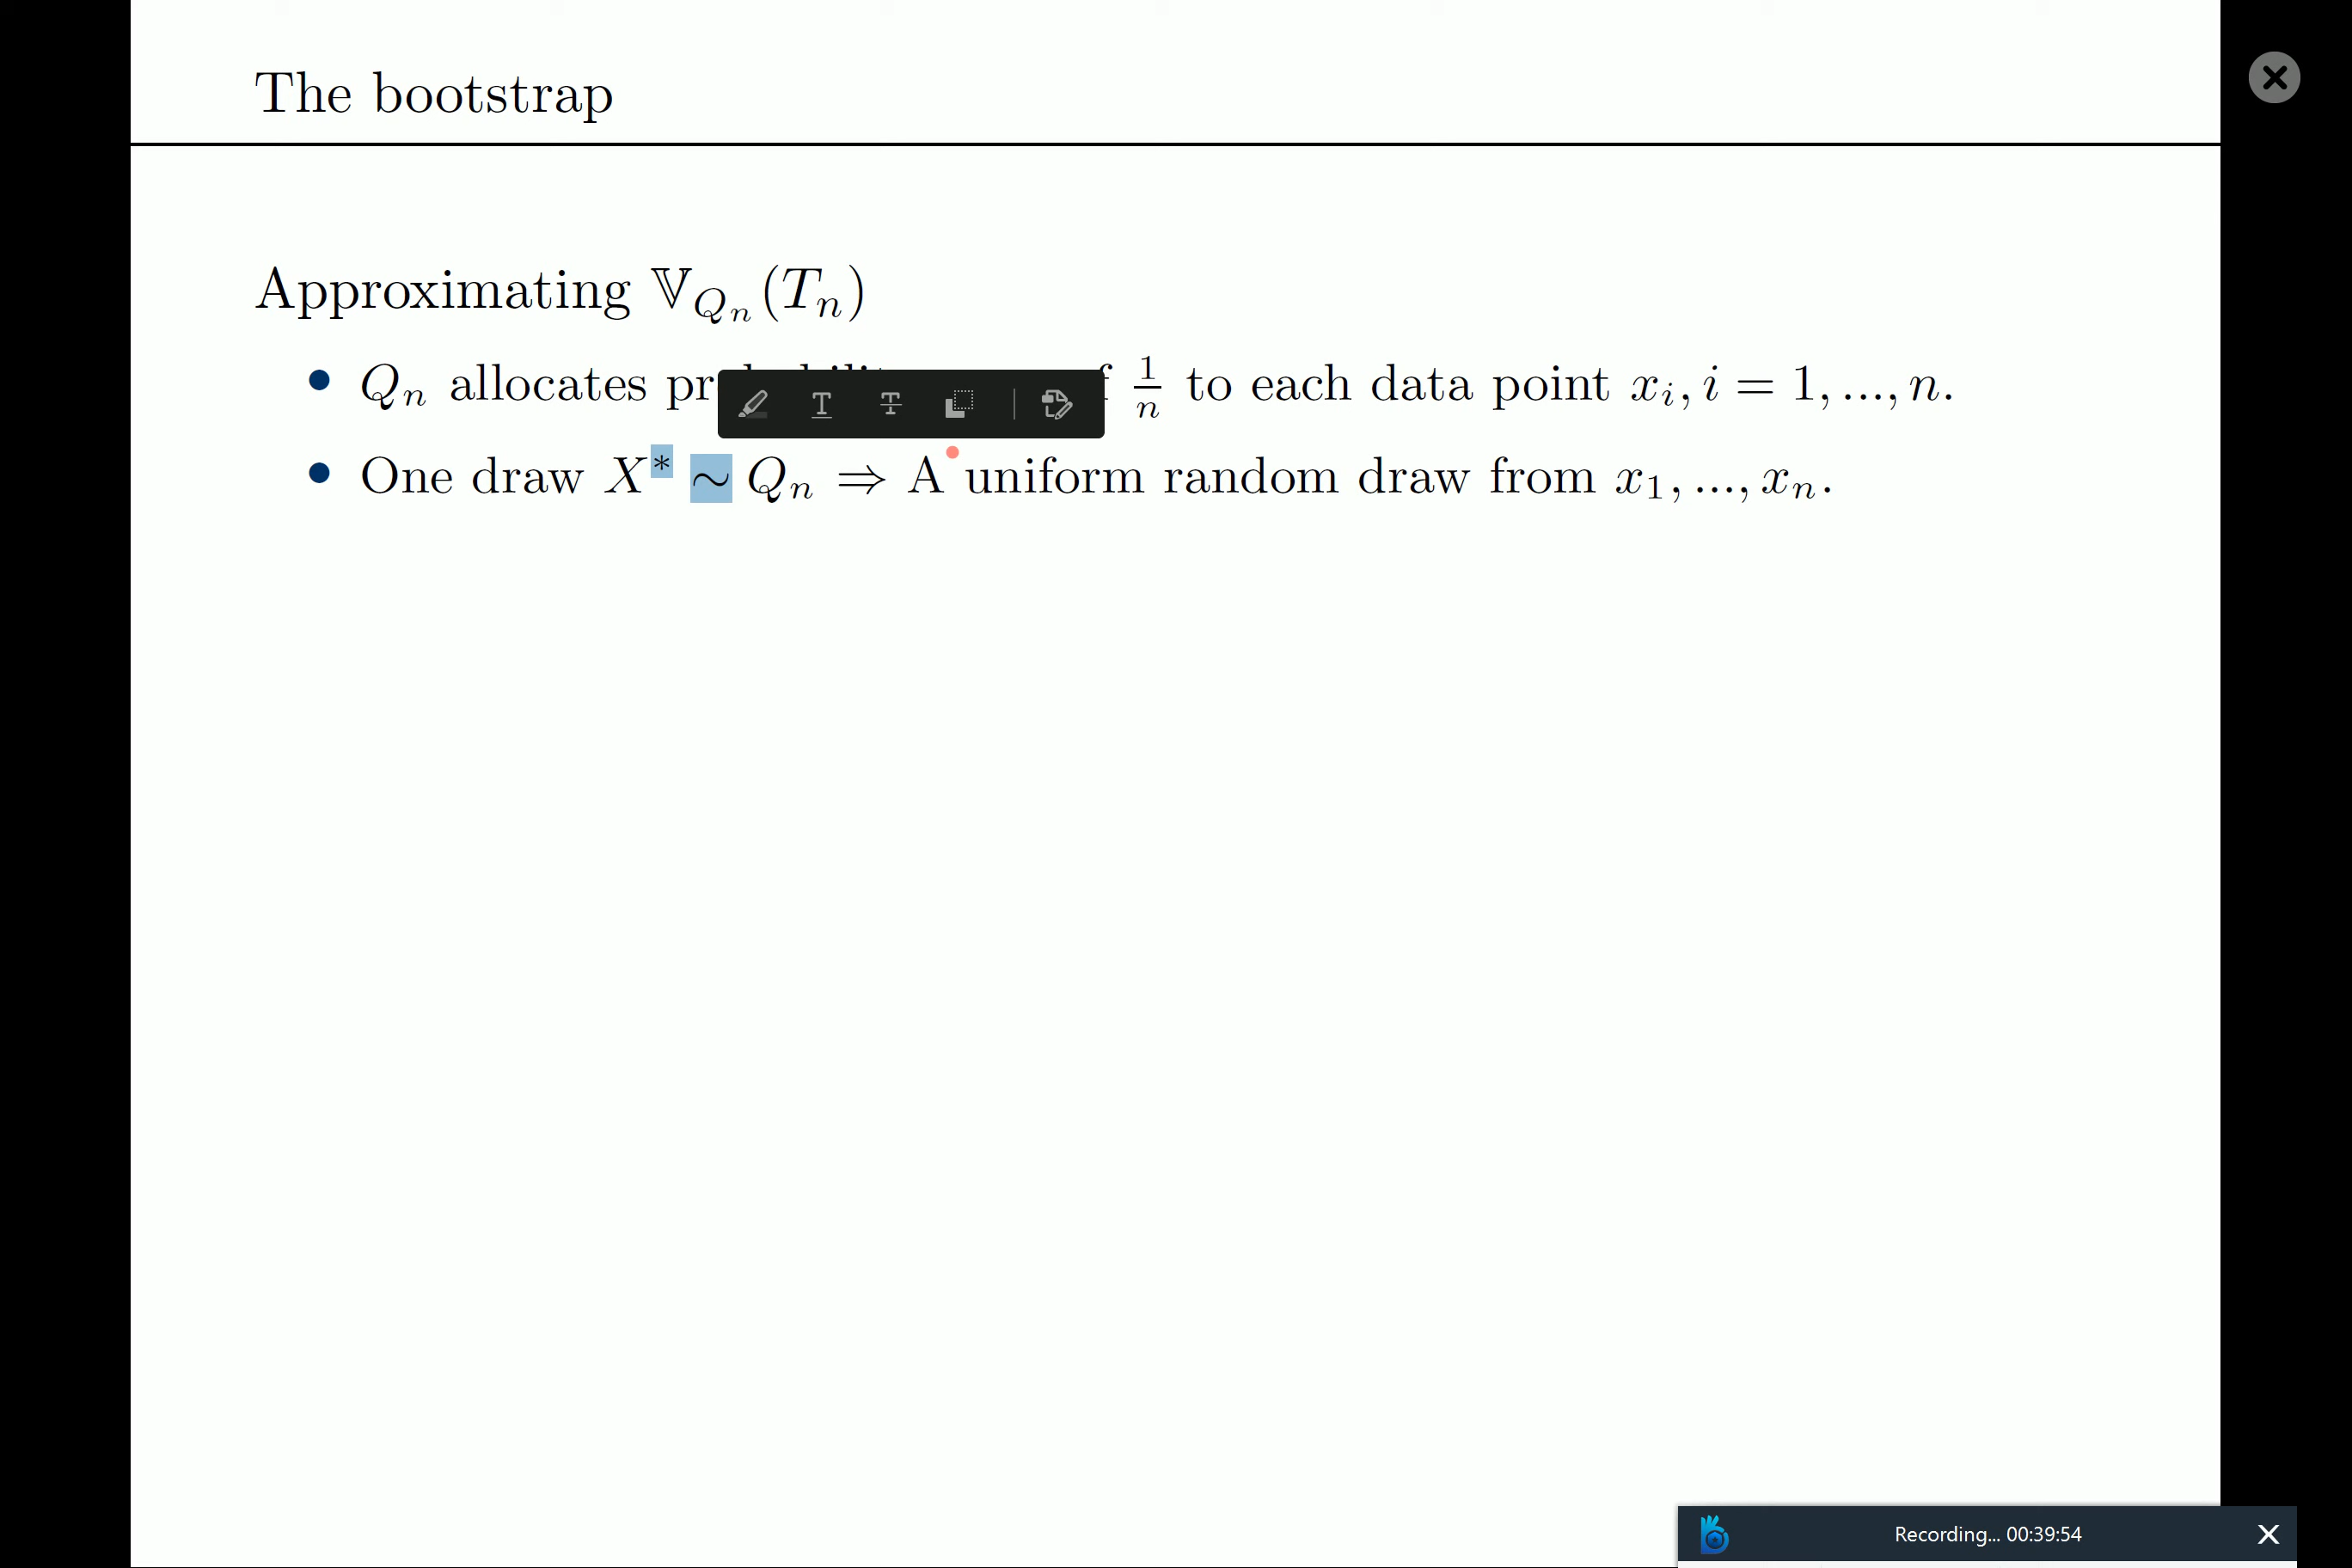 The bootstrap
Approximating 𝕍_{Q_n}(T_n)
• Q_n allocates 1/n to each data point x_i, i = 1, ..., n.
• One draw X* ∼ Q_n ⇒ A uniform random draw from x_1, ..., x_n.
Recording... 00:39:54